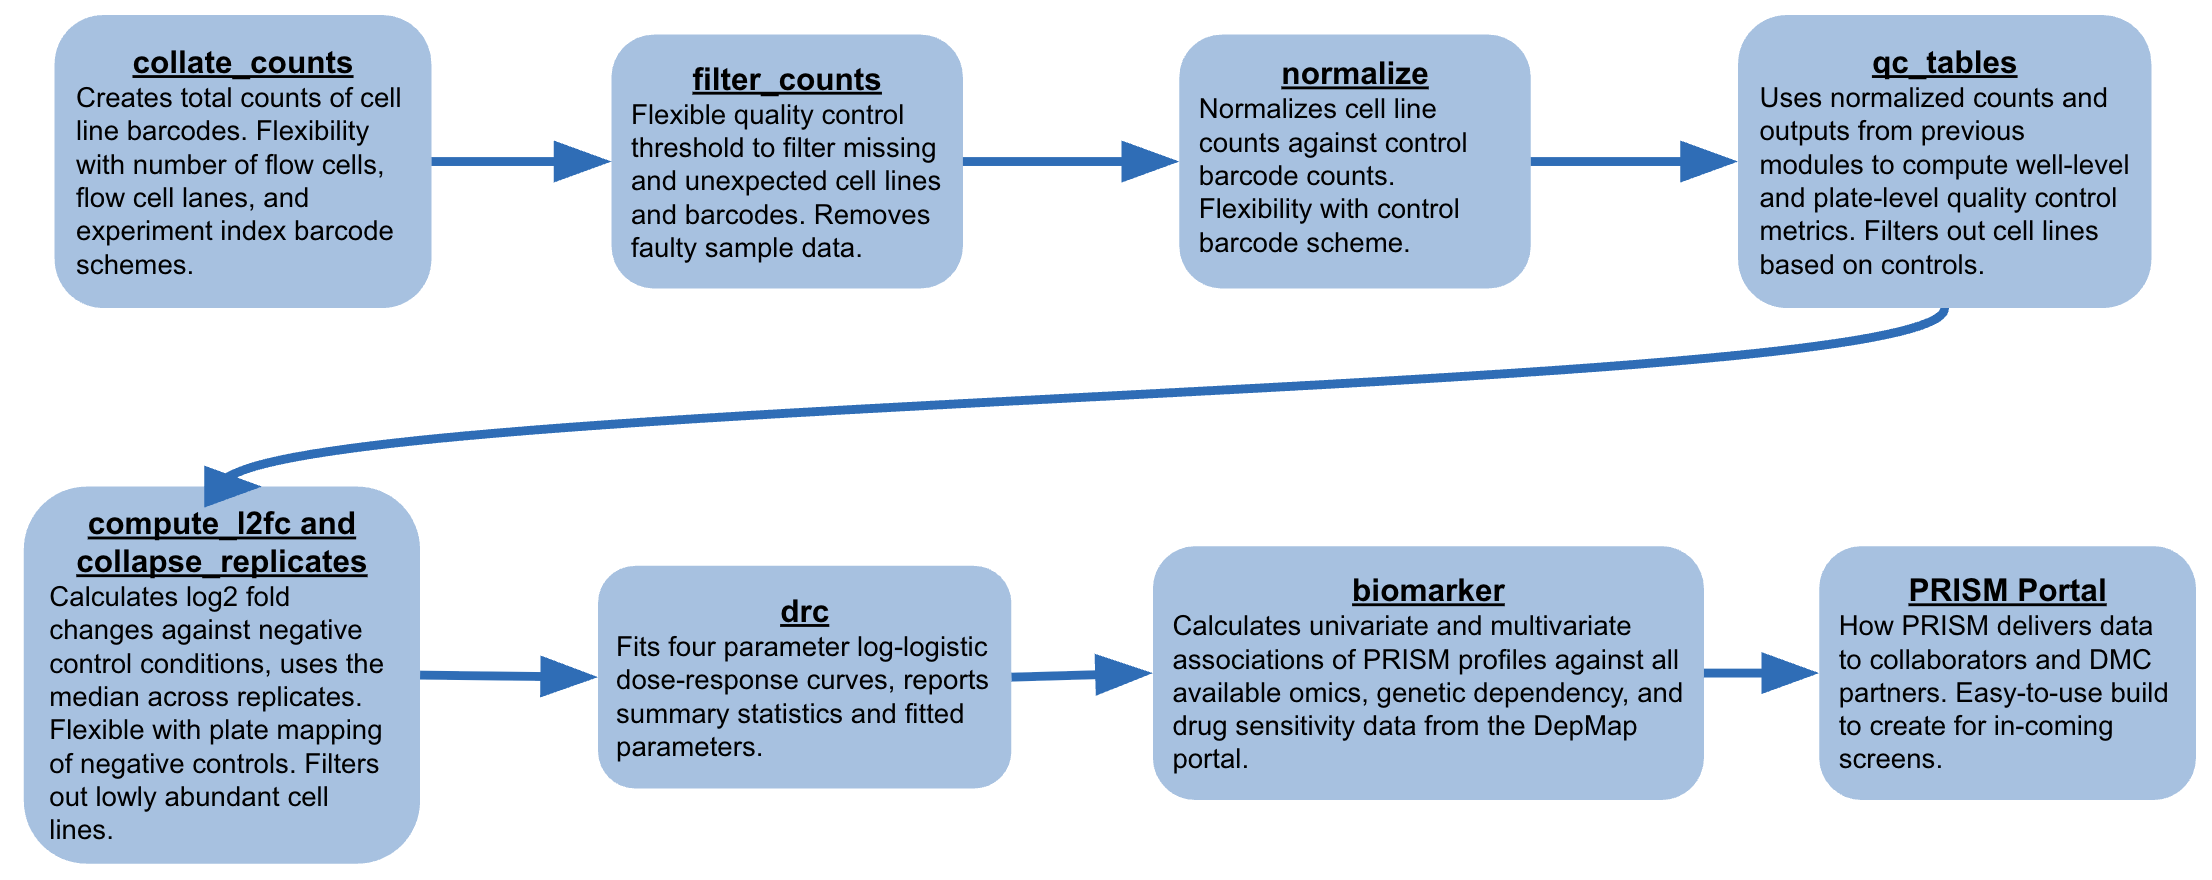 collate_counts
Creates total counts of cell
line barcodes. Flexibility
with number of flow cells,
flow cell lanes, and
experiment index barcode
schemes.
filter_counts
Flexible quality control
threshold to filter missing
and unexpected cell lines
and barcodes. Removes
faulty sample data.
normalize
Normalizes cell line
counts against control
barcode counts.
Flexibility with control
barcode scheme.
qc_tables
Uses normalized counts and
outputs from previous
modules to compute well-level
and plate-level quality control
metrics. Filters out cell lines
based on controls.
compute_l2fc and
collapse_replicates
Calculates log2 fold
changes against negative
control conditions, uses the
median across replicates.
Flexible with plate mapping
of negative controls. Filters
out lowly abundant cell
lines.
drc
Fits four parameter log-logistic
dose-response curves, reports
summary statistics and fitted
parameters.
biomarker
Calculates univariate and multivariate
associations of PRISM profiles against all
available omics, genetic dependency, and
drug sensitivity data from the DepMap
portal.
PRISM Portal
How PRISM delivers data
to collaborators and DMC
partners. Easy-to-use build
to create for in-coming
screens.